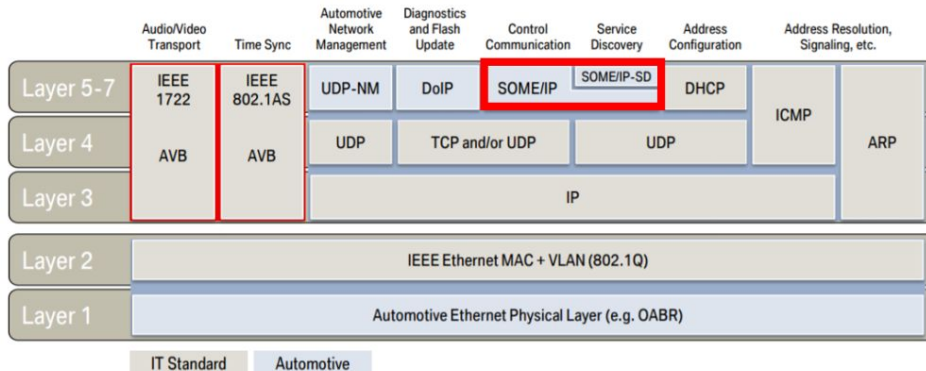 Audio/Video
Transport
Time Sync
Automotive
Network
Management
Diagnostics
and Flash
Update
Control
Communication
Service
Discovery
Address
Configuration
Address Resolution,
Signaling, etc.
Layer 5-7
IEEE
1722
AVB
IEEE
802.1AS
AVB
UDP-NM
DoIP
SOME/IP
SOME/IP-SD
DHCP
ICMP
ARP
Layer 4
UDP
TCP and/or UDP
UDP
Layer 3
IP
Layer 2
IEEE Ethernet MAC + VLAN (802.1Q)
Layer 1
Automotive Ethernet Physical Layer (e.g. OABR)
IT Standard
Automotive